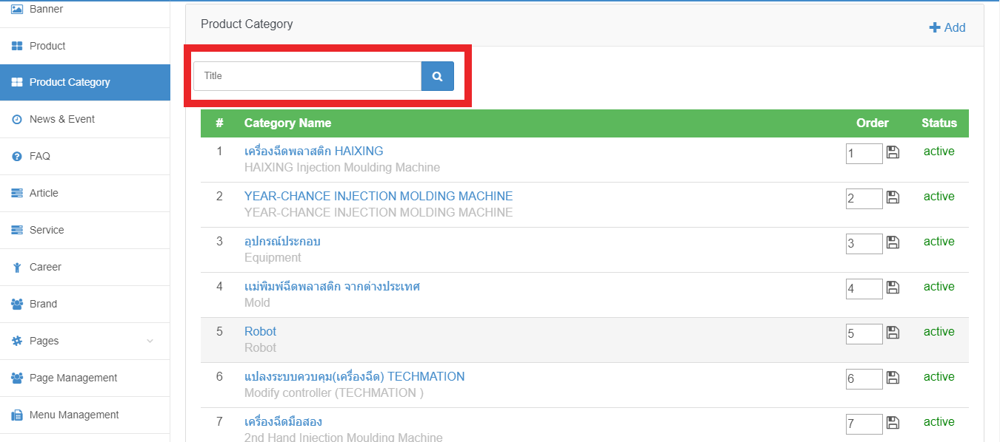 Banner
Product
Product Category
News & Event
FAQ
Article
Service
Career
Brand
Pages
Page Management
Menu Management
Product Category
Add
Title
# Category Name Order Status
1 เครื่องฉีดพลาสติก HAIXING 1 active
HAIXING Injection Moulding Machine
2 YEAR-CHANCE INJECTION MOLDING MACHINE 2 active
YEAR-CHANCE INJECTION MOLDING MACHINE
3 อุปกรณ์ประกอบ 3 active
Equipment
4 แม่พิมพ์ฉีดพลาสติก จากต่างประเทศ 4 active
Mold
5 Robot 5 active
Robot
6 แปลงระบบควบคุม(เครื่องฉีด) TECHMATION 6 active
Modify controller (TECHMATION )
7 เครื่องฉีดมือสอง 7 active
2nd Hand Injection Moulding Machine